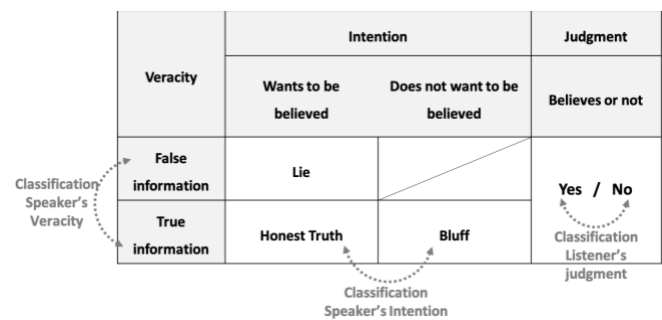 Intention
Judgment
Veracity
Wants to be
believed
Does not want to be
believed
Believes or not
False
information
Lie
Yes / No
True
information
Honest Truth
Bluff
Classification
Speaker's
Veracity
Classification
Speaker's Intention
Classification
Listener's
judgment